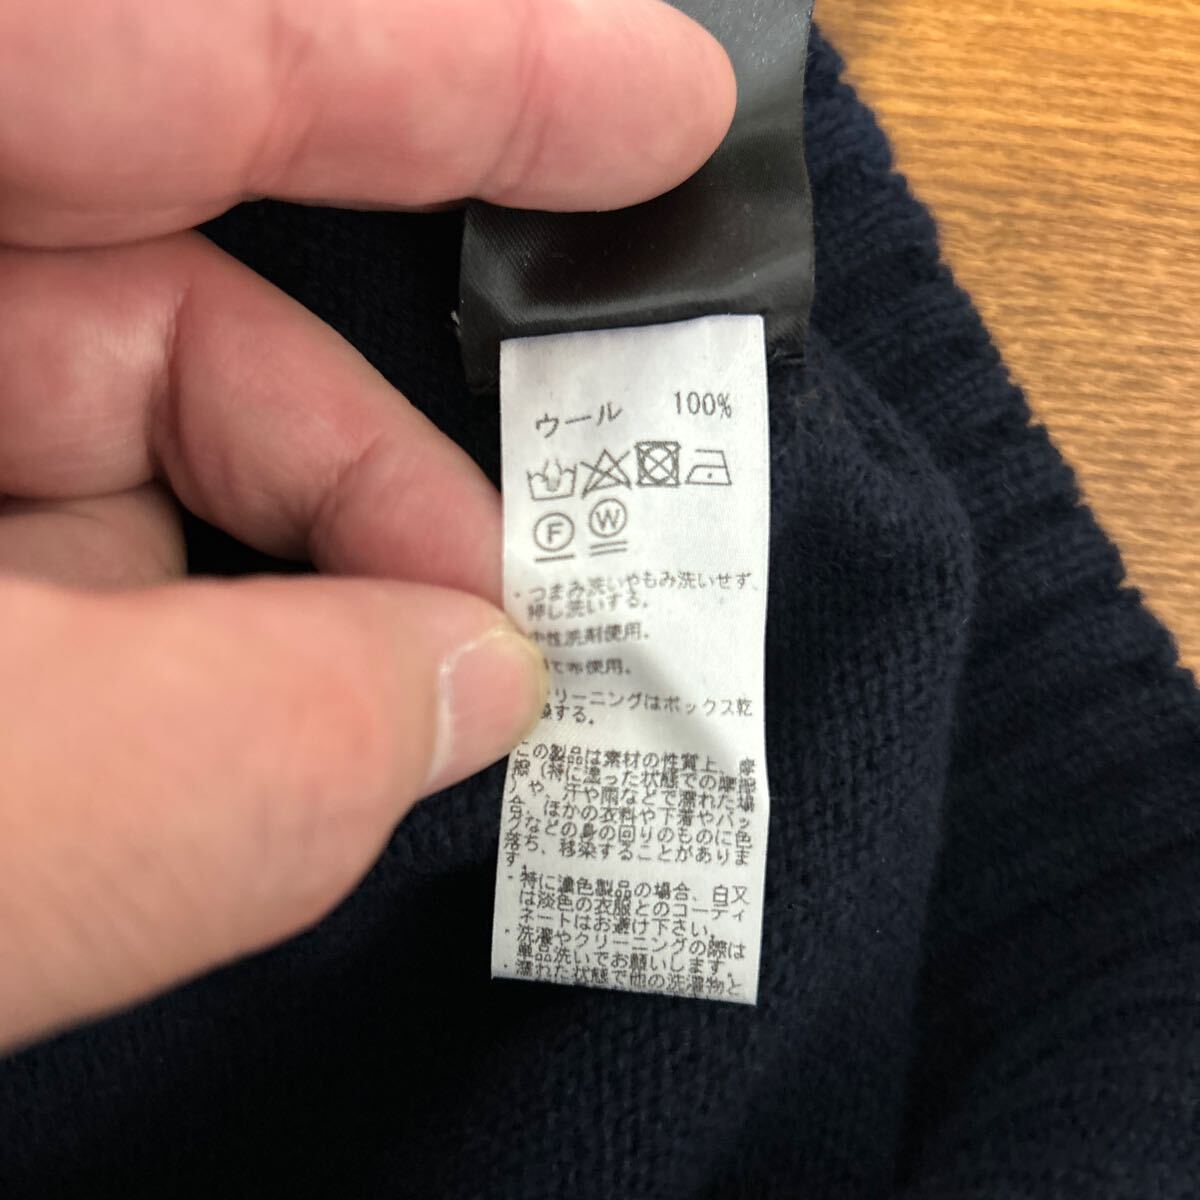 ウール 100%
F W
・つまみ洗いやもみ洗いせず、
押し洗いする。
中性洗剤使用。
て布使用。
リーニングはボックス乾
燥する。
この製品は素材の性質上、摩
擦(特に塗った状態での摩擦
)や、汗や雨などで濡れた場
合、ほかの衣料や下着やバッ
グなど身の回りのものに色
落ち、移染することがありま
す。
・特に濃色製品の場合、白又
は淡色の衣服とのコーディ
ネートはお避け下さい。
・洗濯やクリーニングの際は
単品洗いでお願いします。
・濡れた状態で他の洗濯物と